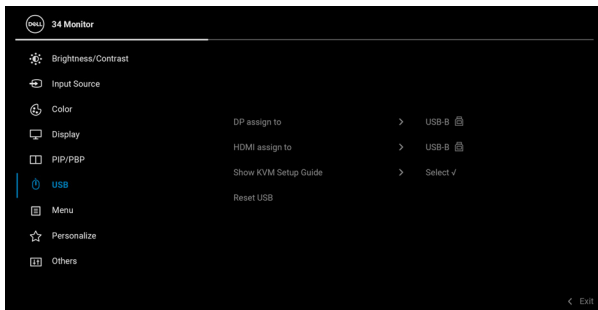 DELL 34 Monitor
Brightness/Contrast
Input Source
Color
DP assign to > USB-B
Display
HDMI assign to > USB-B
PIP/PBP
Show KVM Setup Guide > Select √
USB
Reset USB
Menu
Personalize
Others
< Exit